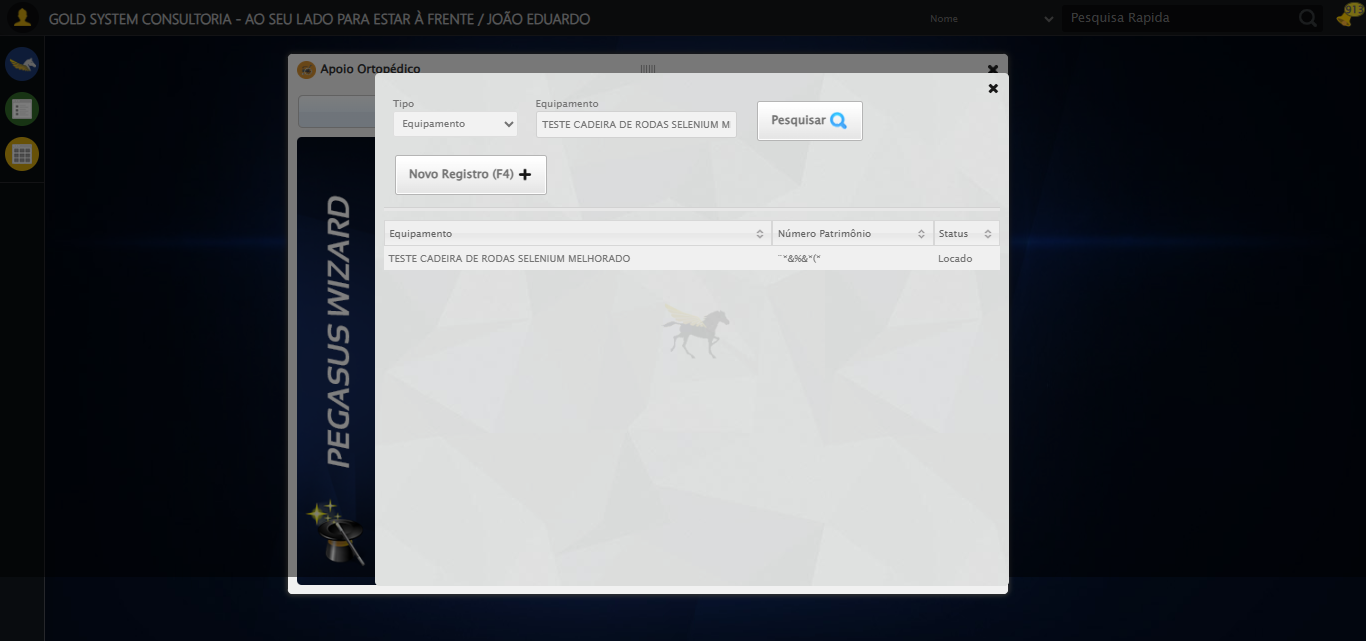 GOLD SYSTEM CONSULTORIA - AO SEU LADO PARA ESTAR À FRENTE / JOÃO EDUARDO
Nome
Pesquisa Rapida
913
Apoio Ortopédico
Tipo
Equipamento
Equipamento
TESTE CADEIRA DE RODAS SELENIUM M
Pesquisar
Novo Registro (F4)
Equipamento
Número Patrimônio
Status
TESTE CADEIRA DE RODAS SELENIUM MELHORADO
¨*&%&*(*
Locado
PEGASUS WIZARD